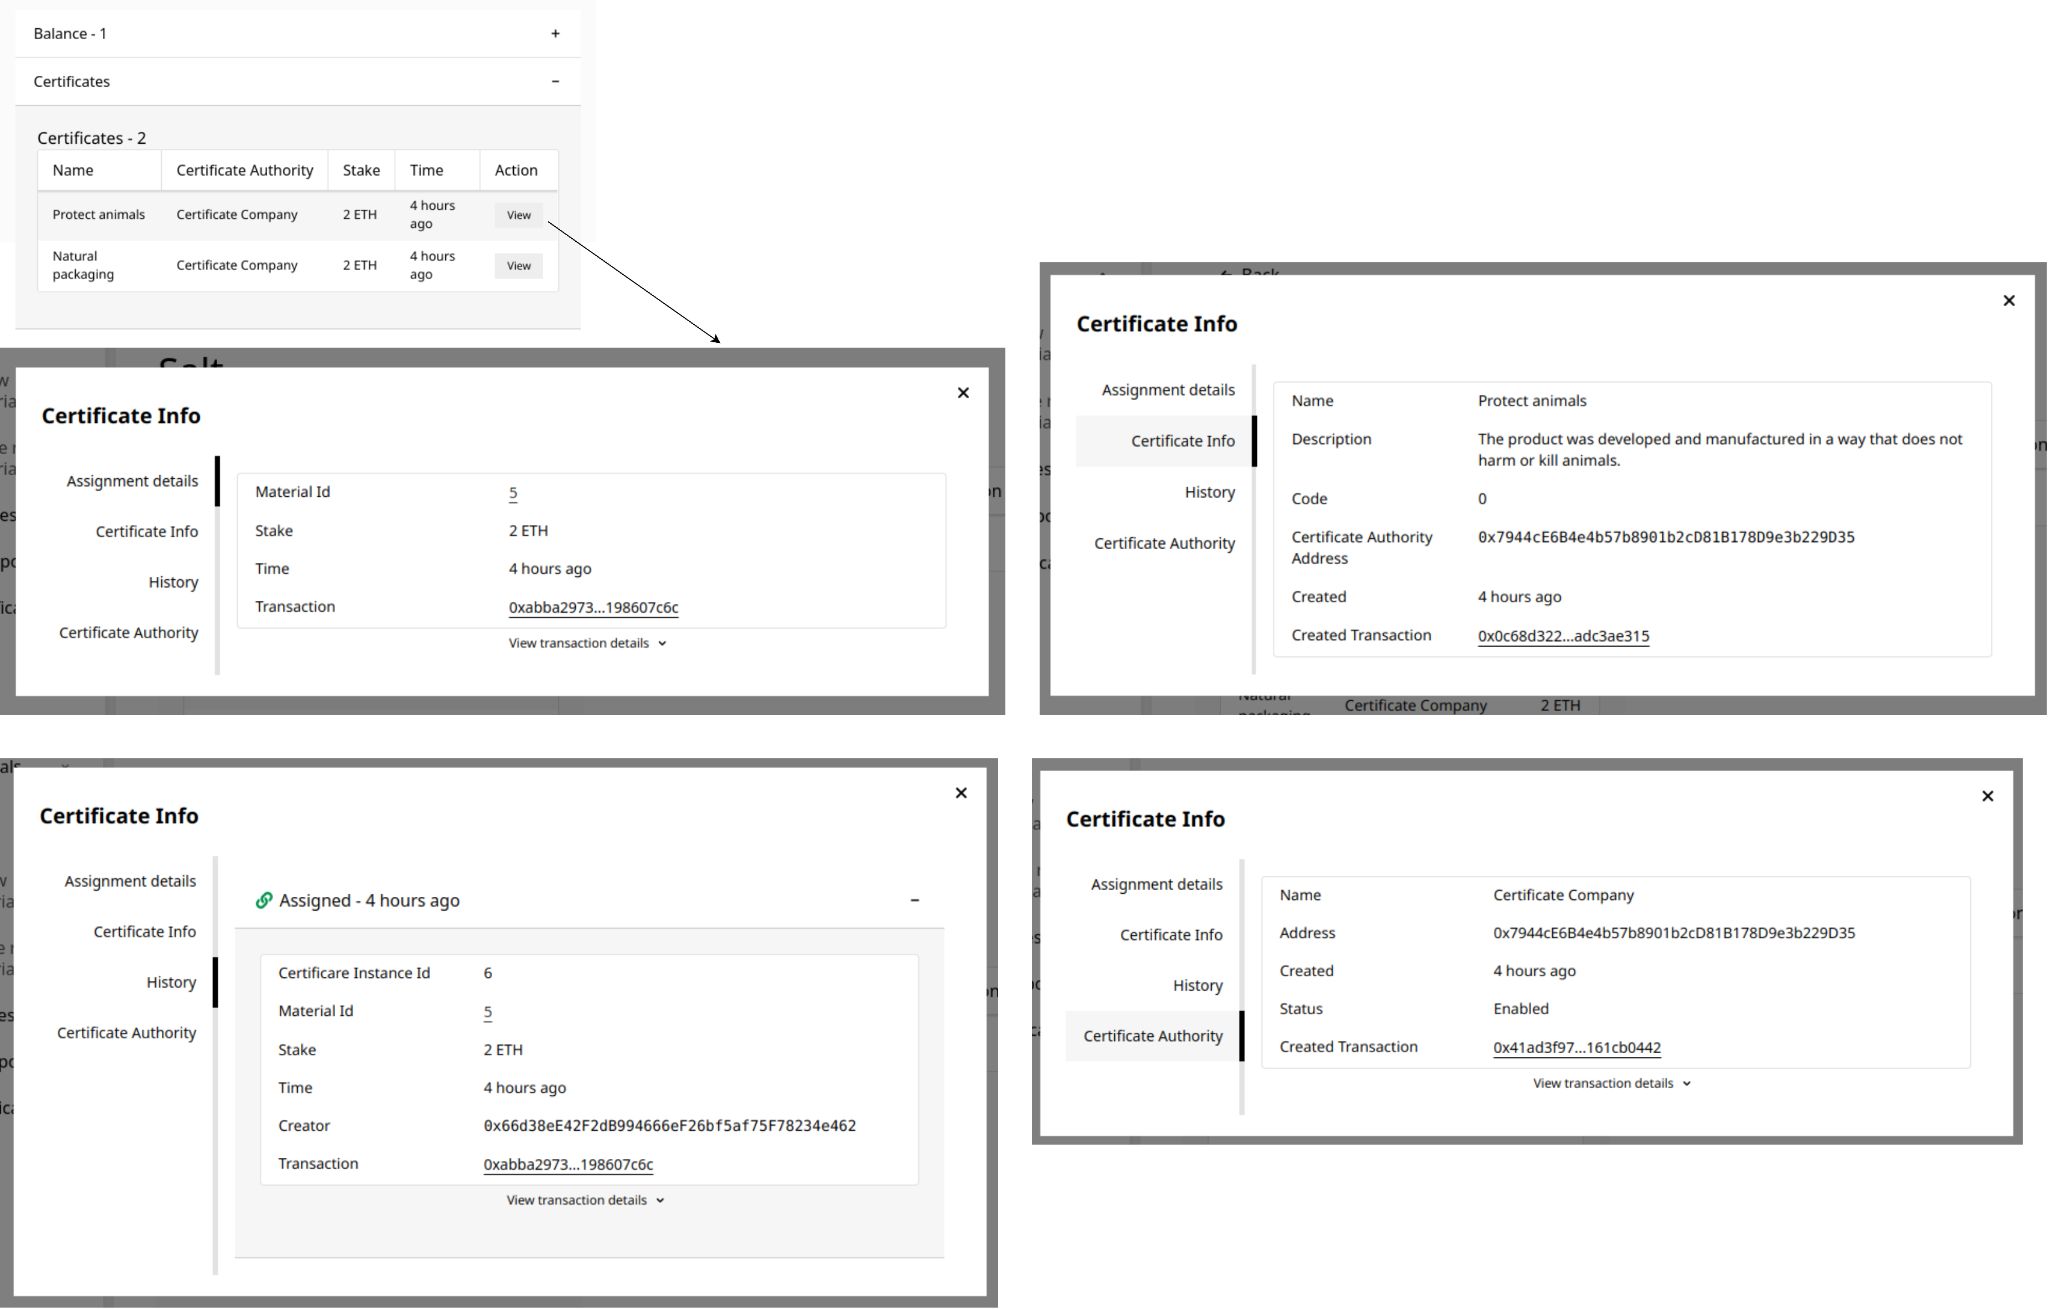 Balance - 1
+
Certificates
−
Certificates - 2
Name Certificate Authority Stake Time Action
Protect animals Certificate Company 2 ETH 4 hours ago View
Natural packaging Certificate Company 2 ETH 4 hours ago View
Salt
Certificate Info
Assignment details
Certificate Info
History
Certificate Authority
Material Id 5
Stake 2 ETH
Time 4 hours ago
Transaction 0xabba2973...198607c6c
View transaction details
Back
Certificate Info
Assignment details
Certificate Info
History
Certificate Authority
Name Protect animals
Description The product was developed and manufactured in a way that does not
harm or kill animals.
Code 0
Certificate Authority
Address 0x7944cE6B4e4b57b8901b2cD81B178D9e3b229D35
Created 4 hours ago
Created Transaction 0x0c68d322...adc3ae315
Natural
packaging Certificate Company 2 ETH
Certificate Info
Assignment details
Certificate Info
History
Certificate Authority
Assigned - 4 hours ago
−
Certificare Instance Id 6
Material Id 5
Stake 2 ETH
Time 4 hours ago
Creator 0x66d38eE42F2dB994666eF26bf5af75F78234e462
Transaction 0xabba2973...198607c6c
View transaction details
Certificate Info
Assignment details
Certificate Info
History
Certificate Authority
Name Certificate Company
Address 0x7944cE6B4e4b57b8901b2cD81B178D9e3b229D35
Created 4 hours ago
Status Enabled
Created Transaction 0x41ad3f97...161cb0442
View transaction details